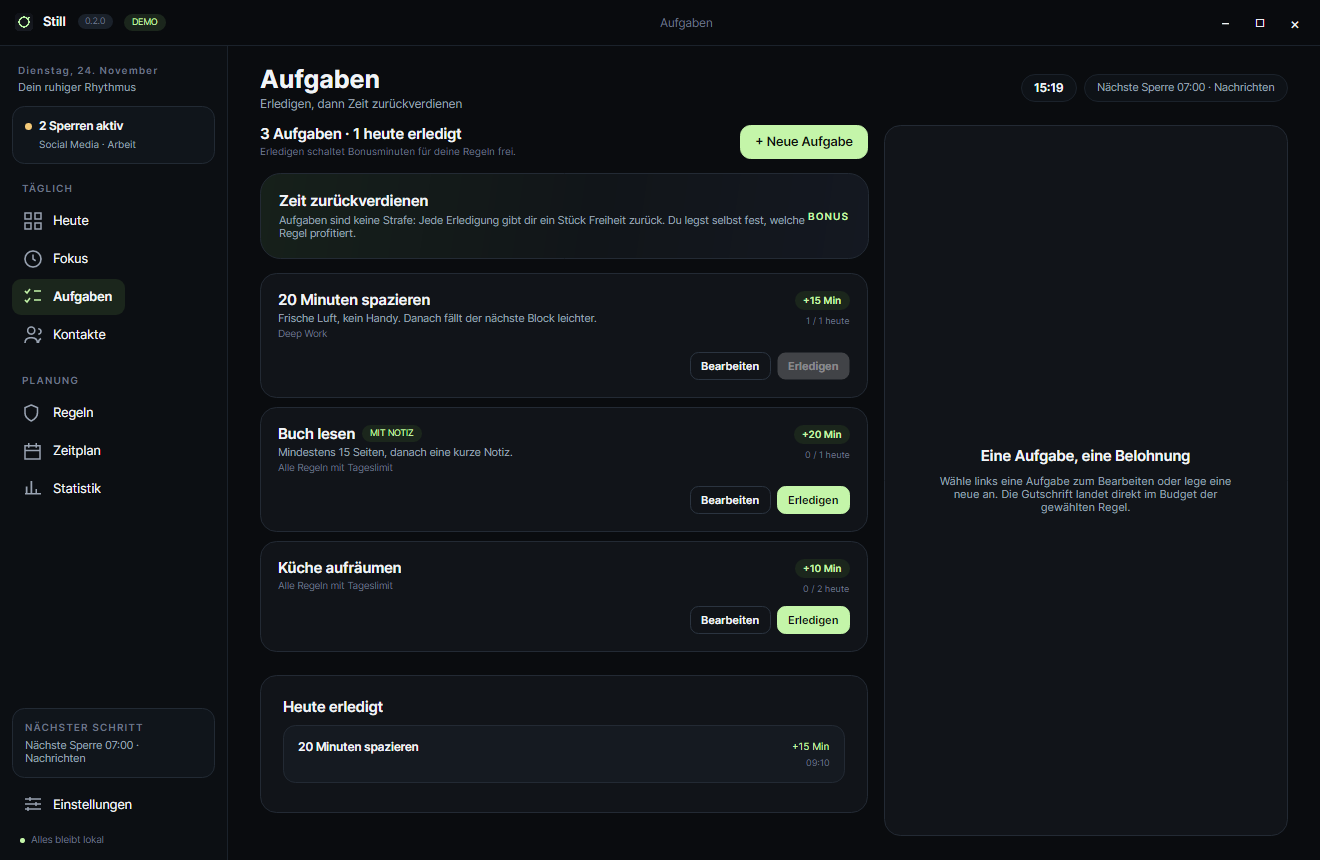 Still 0.2.0 DEMO
Aufgaben
Dienstag, 24. November
Dein ruhiger Rhythmus
2 Sperren aktiv
Social Media · Arbeit
TÄGLICH
Heute
Fokus
Aufgaben
Kontakte
PLANUNG
Regeln
Zeitplan
Statistik
NÄCHSTER SCHRITT
Nächste Sperre 07:00 ·
Nachrichten
Einstellungen
Alles bleibt lokal
Aufgaben
Erledigen, dann Zeit zurückverdienen
15:19
Nächste Sperre 07:00 · Nachrichten
3 Aufgaben · 1 heute erledigt
Erledigen schaltet Bonusminuten für deine Regeln frei.
+ Neue Aufgabe
Zeit zurückverdienen
Aufgaben sind keine Strafe: Jede Erledigung gibt dir ein Stück Freiheit zurück. Du legst selbst fest, welche
Regel profitiert.
BONUS
20 Minuten spazieren
Frische Luft, kein Handy. Danach fällt der nächste Block leichter.
Deep Work
+15 Min
1 / 1 heute
Bearbeiten
Erledigen
Buch lesen MIT NOTIZ
Mindestens 15 Seiten, danach eine kurze Notiz.
Alle Regeln mit Tageslimit
+20 Min
0 / 1 heute
Bearbeiten
Erledigen
Küche aufräumen
Alle Regeln mit Tageslimit
+10 Min
0 / 2 heute
Bearbeiten
Erledigen
Heute erledigt
20 Minuten spazieren
+15 Min
09:10
Eine Aufgabe, eine Belohnung
Wähle links eine Aufgabe zum Bearbeiten oder lege eine
neue an. Die Gutschrift landet direkt im Budget der
gewählten Regel.